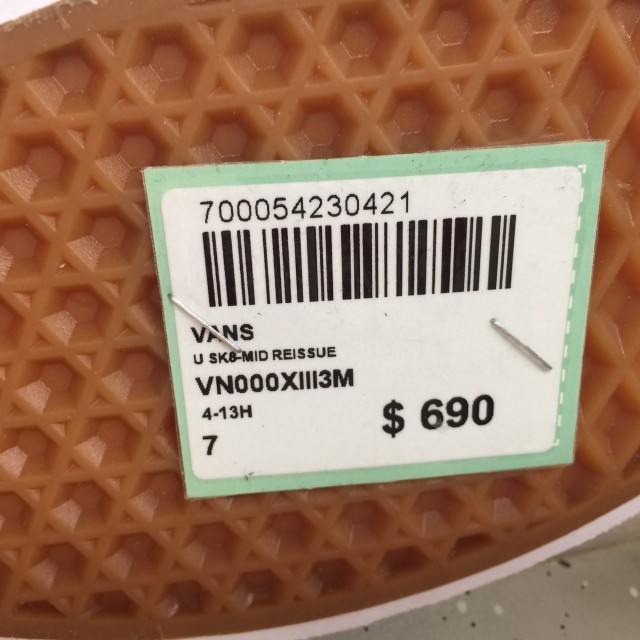 700054230421
VANS
U SK8-MID REISSUE
VN000XIII3M
4-13H
$ 690
7